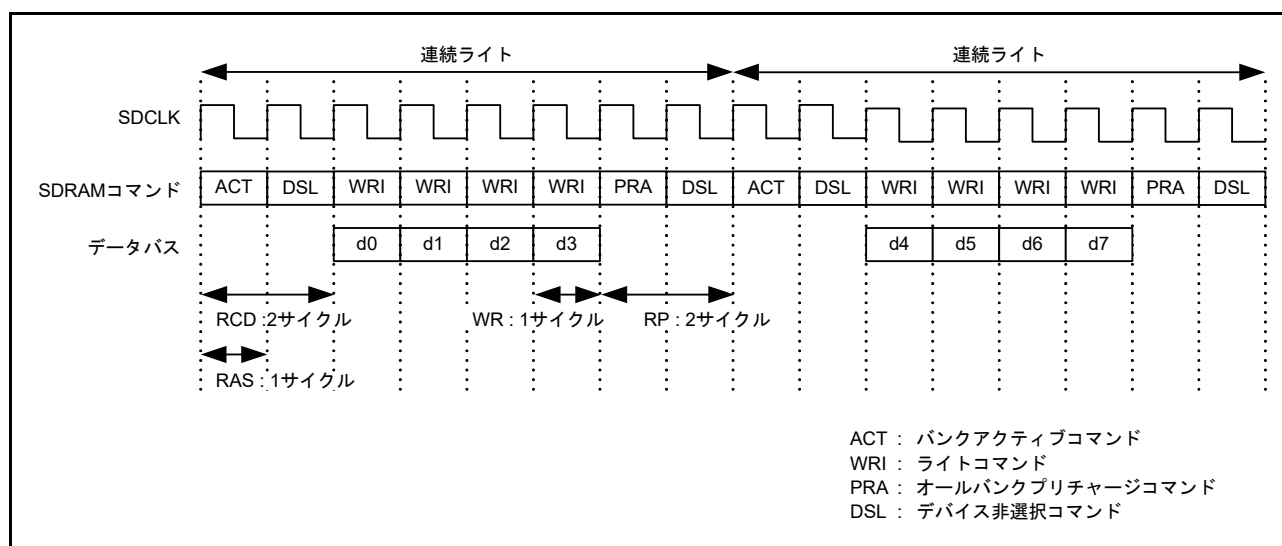 連続ライト 連続ライト
SDCLK
SDRAMコマンド ACT DSL WRI WRI WRI WRI PRA DSL ACT DSL WRI WRI WRI WRI PRA DSL
データバス d0 d1 d2 d3 d4 d5 d6 d7
RCD :2サイクル WR : 1サイクル RP : 2サイクル
RAS : 1サイクル
ACT : バンクアクティブコマンド
WRI : ライトコマンド
PRA : オールバンクプリチャージコマンド
DSL : デバイス非選択コマンド